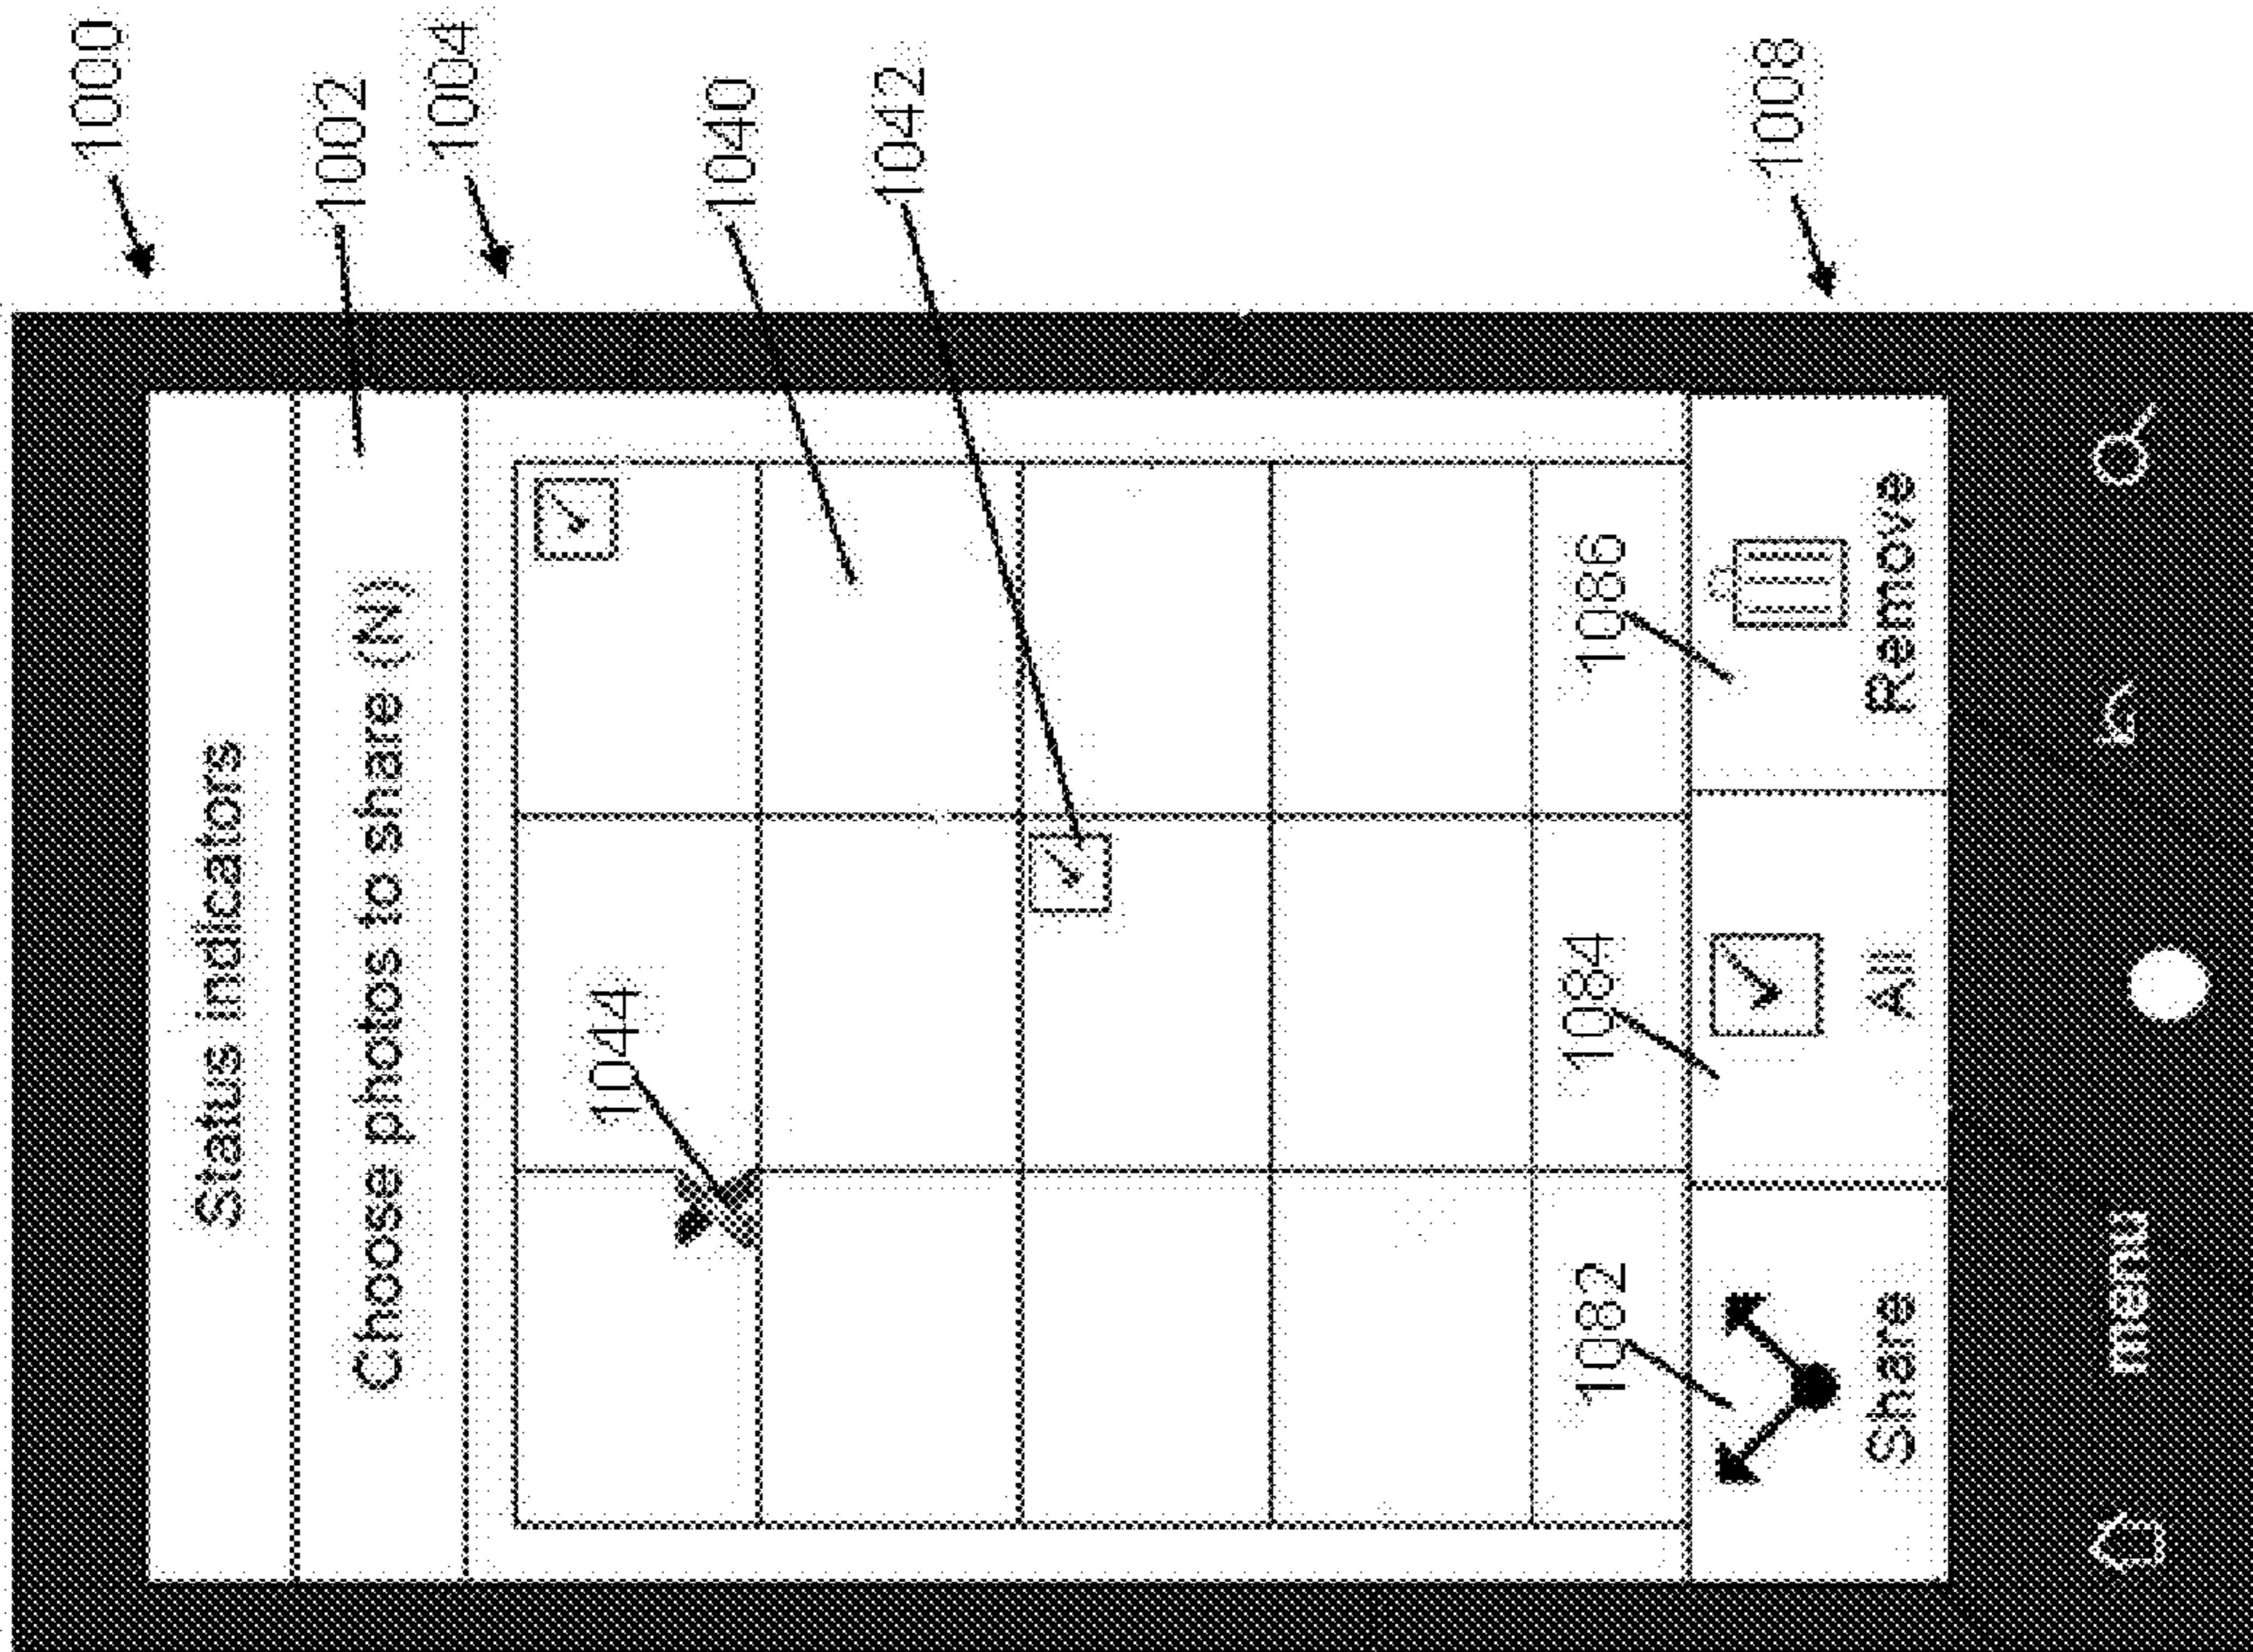 1000
Status indicators
1002
Choose photos to share (N)
1004
1044
1040
1042
1082
1084
1086
1008
Share
All
Remove
menu